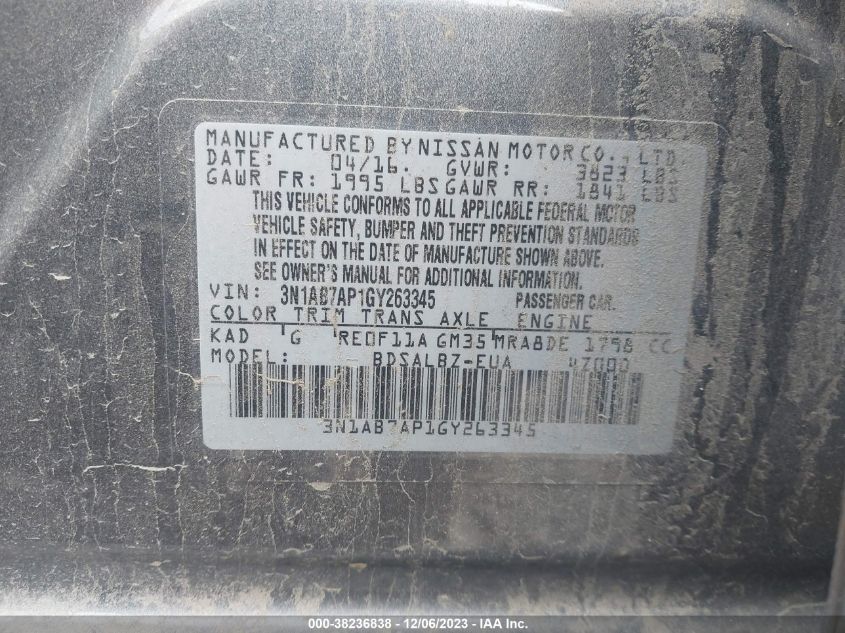 MANUFACTURED BY NISSAN MOTOR CO., LTD.
DATE: 04/16. GVWR: 3823 LBS
GAWR FR: 1995 LBS GAWR RR: 1841 LBS
THIS VEHICLE CONFORMS TO ALL APPLICABLE FEDERAL MOTOR
VEHICLE SAFETY, BUMPER AND THEFT PREVENTION STANDARDS
IN EFFECT ON THE DATE OF MANUFACTURE SHOWN ABOVE.
SEE OWNER'S MANUAL FOR ADDITIONAL INFORMATION.
VIN: 3N1AB7AP1GY263345 PASSENGER CAR.
COLOR TRIM TRANS AXLE ENGINE
KAD G RE0F11A GM35 MRA8DE 1798 CC
MODEL: BDSALBZ-EUA
3N1AB7AP1GY263345
000-38236838 - 12/06/2023 - IAA Inc.